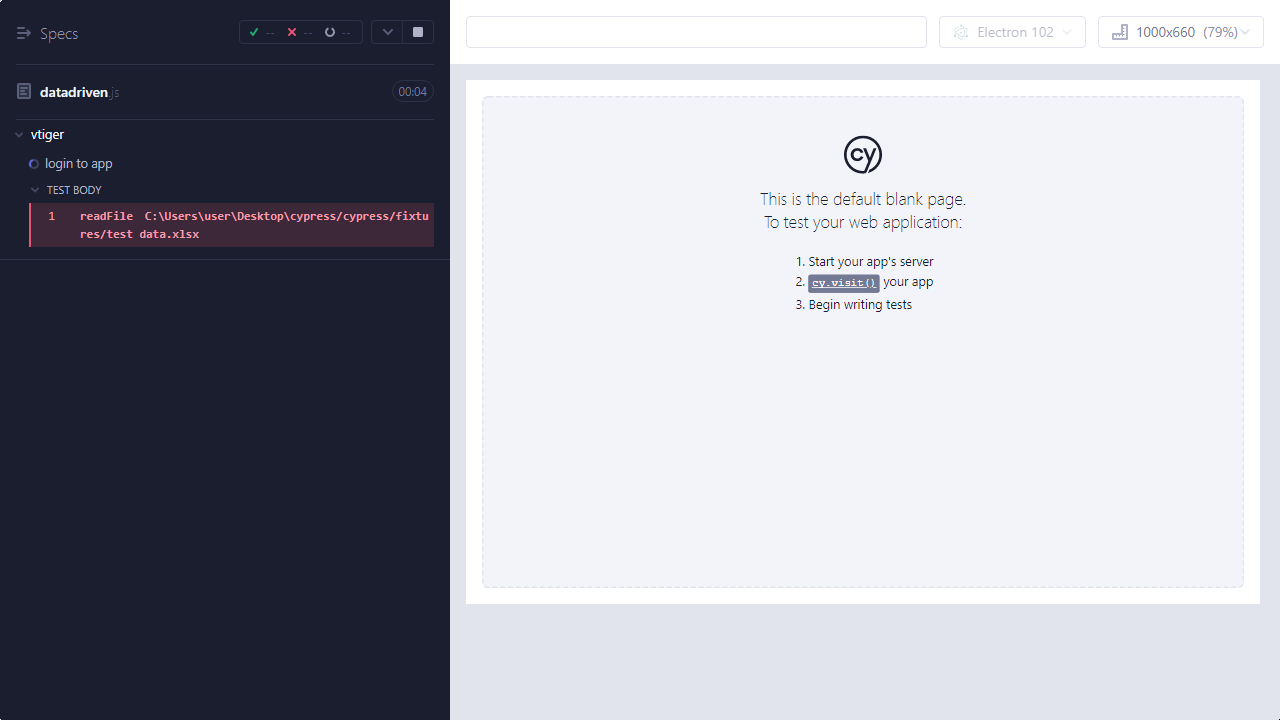 Specs
-- -- --
datadriven.js
00:04
vtiger
login to app
TEST BODY
1 readFile C:\Users\user\Desktop\cypress/cypress/fixtu
res/test data.xlsx
Electron 102
1000x660 (79%)
cy
This is the default blank page.
To test your web application:
1. Start your app's server
2. cy.visit() your app
3. Begin writing tests